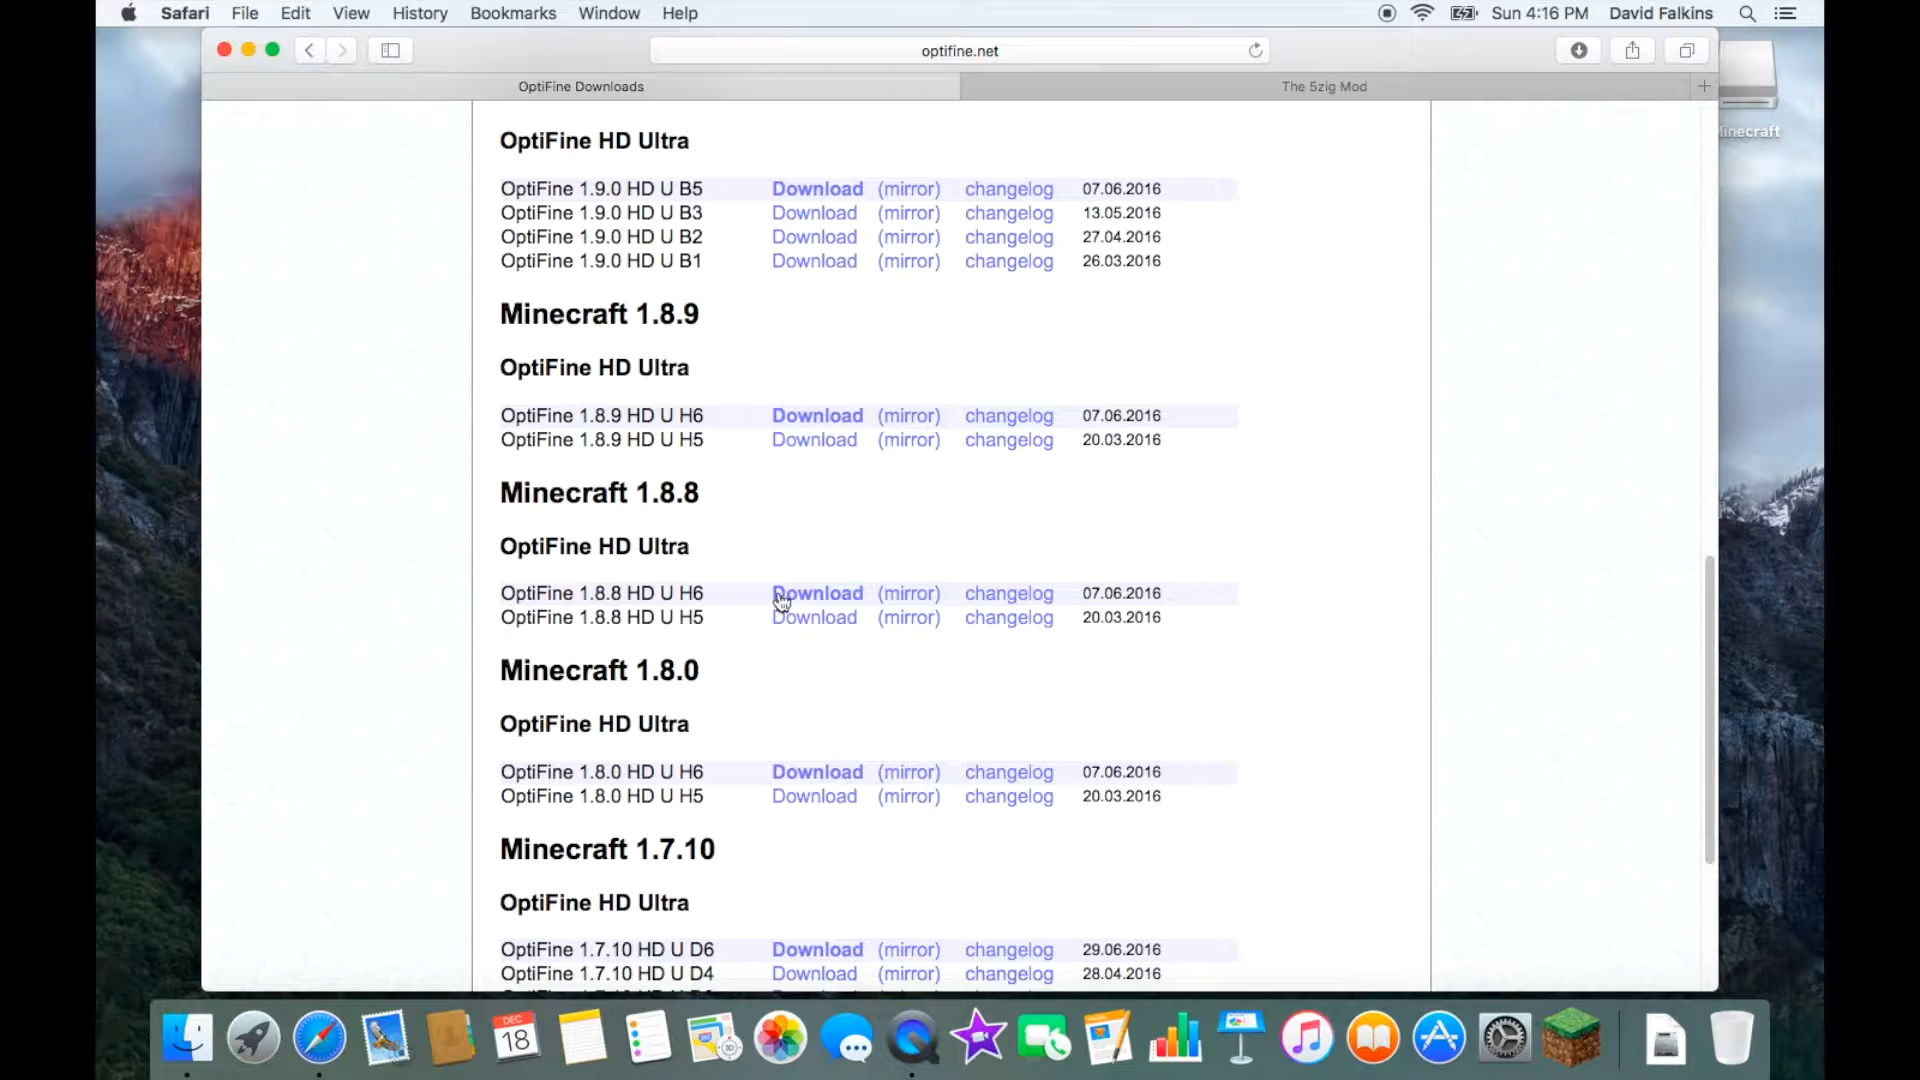 Safari File Edit View History Bookmarks Window Help Sun 4:16 PM David Falkins
optifine.net
OptiFine Downloads The 5zig Mod
OptiFine HD Ultra
OptiFine 1.9.0 HD U B5 Download (mirror) changelog 07.06.2016
OptiFine 1.9.0 HD U B3 Download (mirror) changelog 13.05.2016
OptiFine 1.9.0 HD U B2 Download (mirror) changelog 27.04.2016
OptiFine 1.9.0 HD U B1 Download (mirror) changelog 26.03.2016
Minecraft 1.8.9
OptiFine HD Ultra
OptiFine 1.8.9 HD U H6 Download (mirror) changelog 07.06.2016
OptiFine 1.8.9 HD U H5 Download (mirror) changelog 20.03.2016
Minecraft 1.8.8
OptiFine HD Ultra
OptiFine 1.8.8 HD U H6 Download (mirror) changelog 07.06.2016
OptiFine 1.8.8 HD U H5 Download (mirror) changelog 20.03.2016
Minecraft 1.8.0
OptiFine HD Ultra
OptiFine 1.8.0 HD U H6 Download (mirror) changelog 07.06.2016
OptiFine 1.8.0 HD U H5 Download (mirror) changelog 20.03.2016
Minecraft 1.7.10
OptiFine HD Ultra
OptiFine 1.7.10 HD U D6 Download (mirror) changelog 29.06.2016
OptiFine 1.7.10 HD U D4 Download (mirror) changelog 28.04.2016
DEC
18